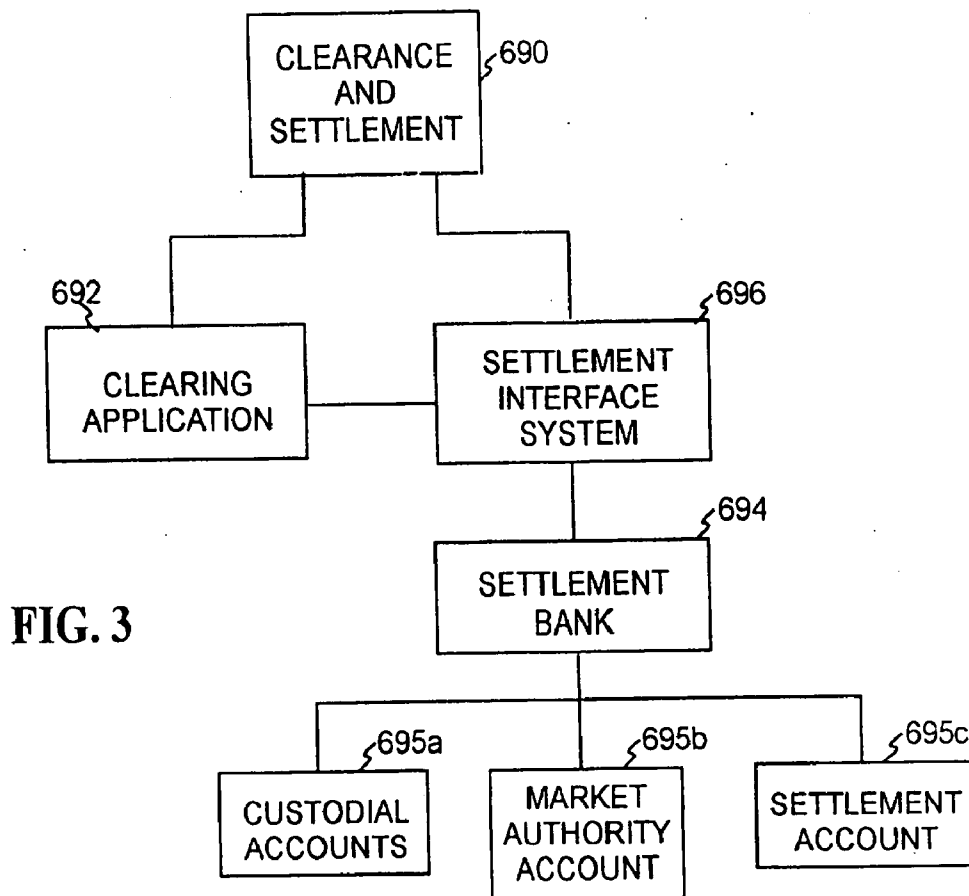 CLEARANCE
AND
SETTLEMENT
690
692
CLEARING
APPLICATION
696
SETTLEMENT
INTERFACE
SYSTEM
694
SETTLEMENT
BANK
FIG. 3
695a
CUSTODIAL
ACCOUNTS
695b
MARKET
AUTHORITY
ACCOUNT
695c
SETTLEMENT
ACCOUNT